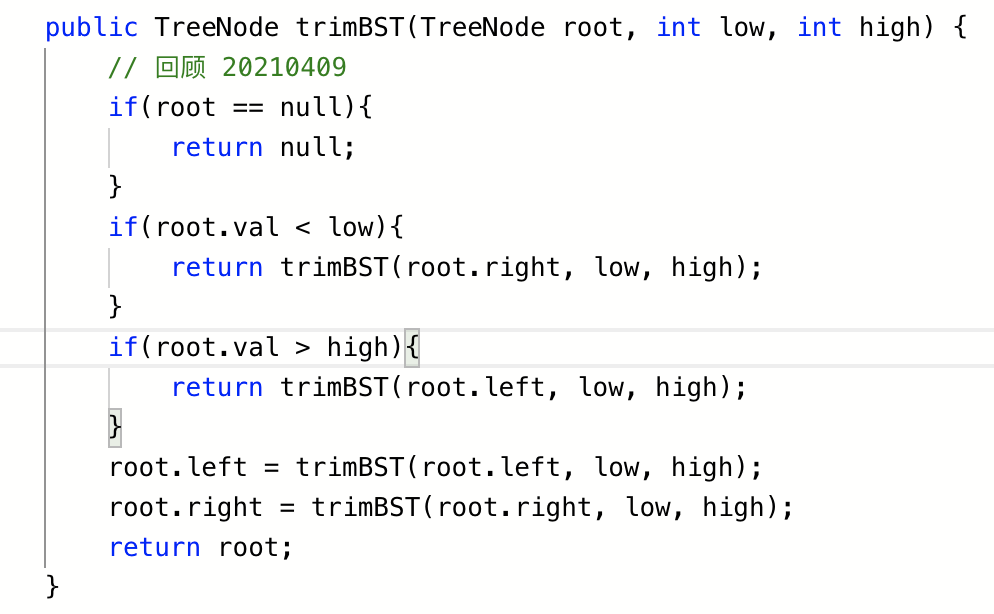 public TreeNode trimBST(TreeNode root, int low, int high) {
    // 回顾 20210409
    if(root == null){
        return null;
    }
    if(root.val < low){
        return trimBST(root.right, low, high);
    }
    if(root.val > high){
        return trimBST(root.left, low, high);
    }
    root.left = trimBST(root.left, low, high);
    root.right = trimBST(root.right, low, high);
    return root;
}